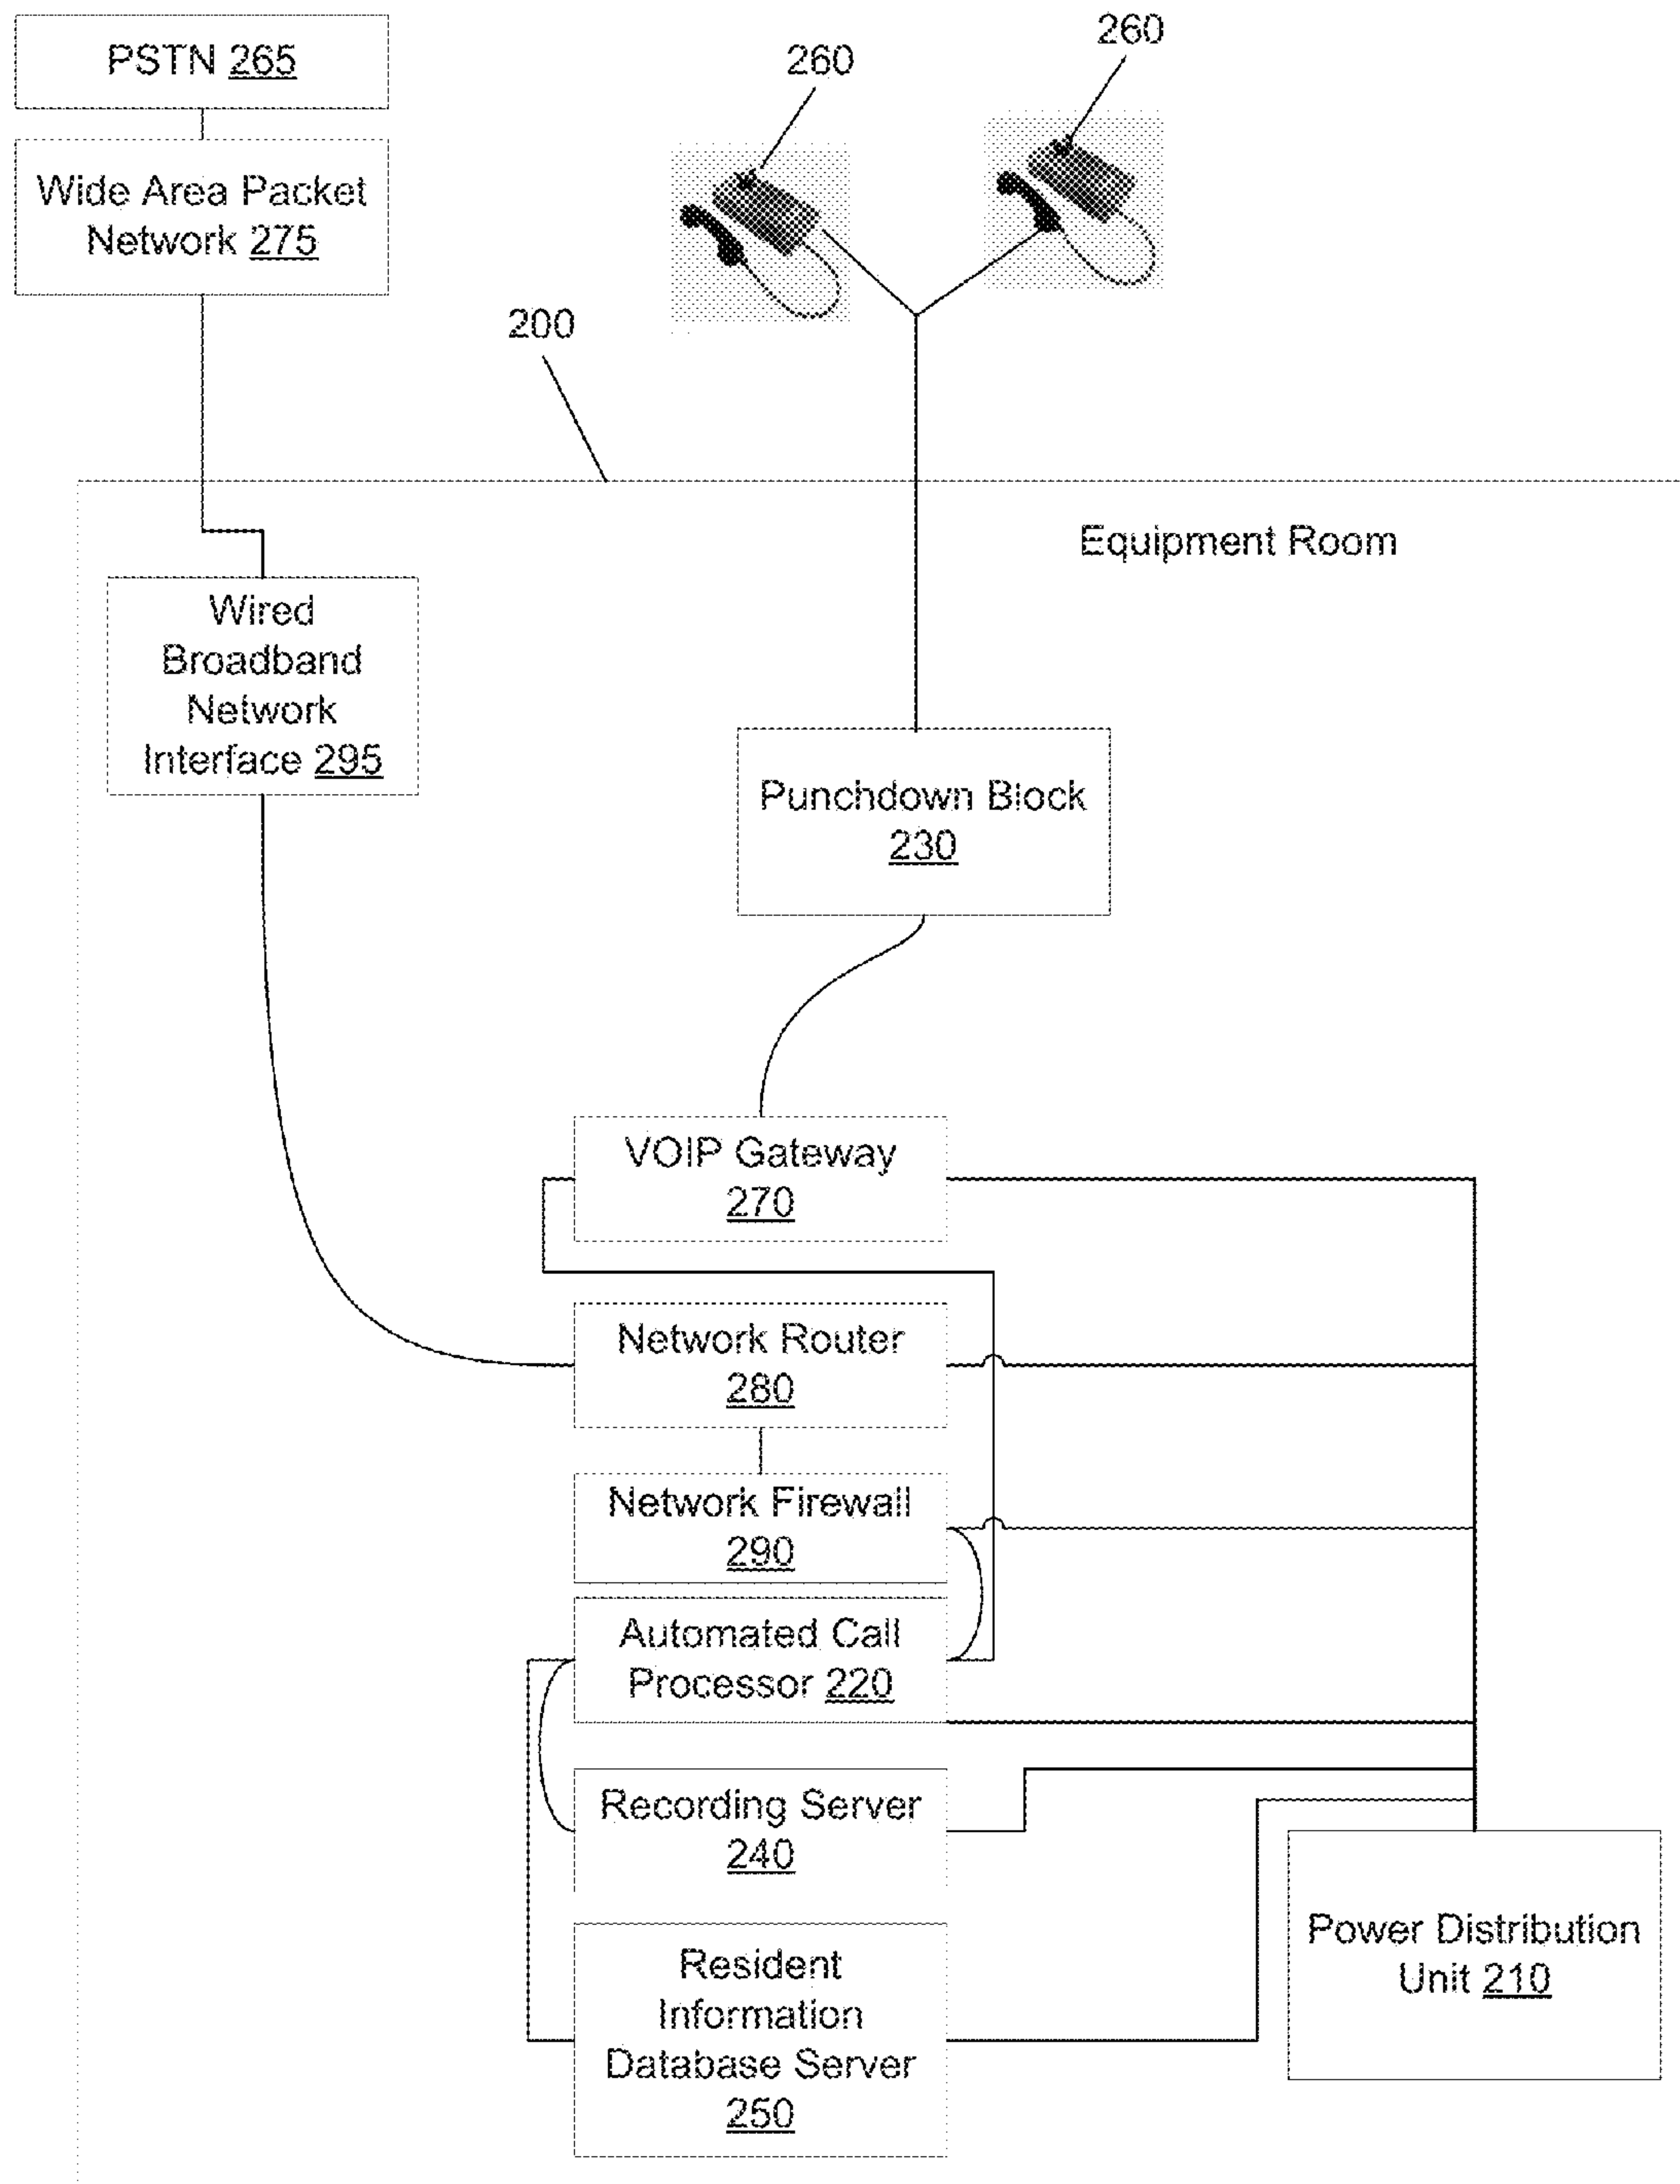 PSTN 265
260
260
Wide Area Packet
Network 275
200
Equipment Room
Wired
Broadband
Network
Interface 295
Punchdown Block
230
VOIP Gateway
270
Network Router
280
Network Firewall
290
Automated Call
Processor 220
Recording Server
240
Power Distribution
Unit 210
Resident
Information
Database Server
250